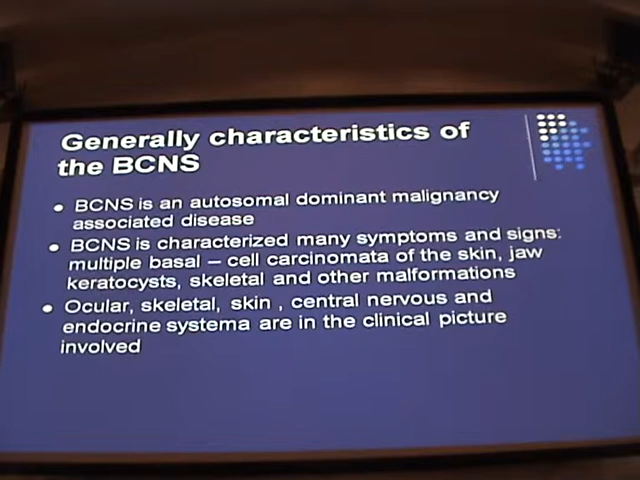 Generally characteristics of
the BCNS
• BCNS is an autosomal dominant malignancy
associated disease
• BCNS is characterized many symptoms and signs:
multiple basal – cell carcinomata of the skin, jaw
keratocysts, skeletal and other malformations
• Ocular, skeletal, skin , central nervous and
endocrine systema are in the clinical picture
involved